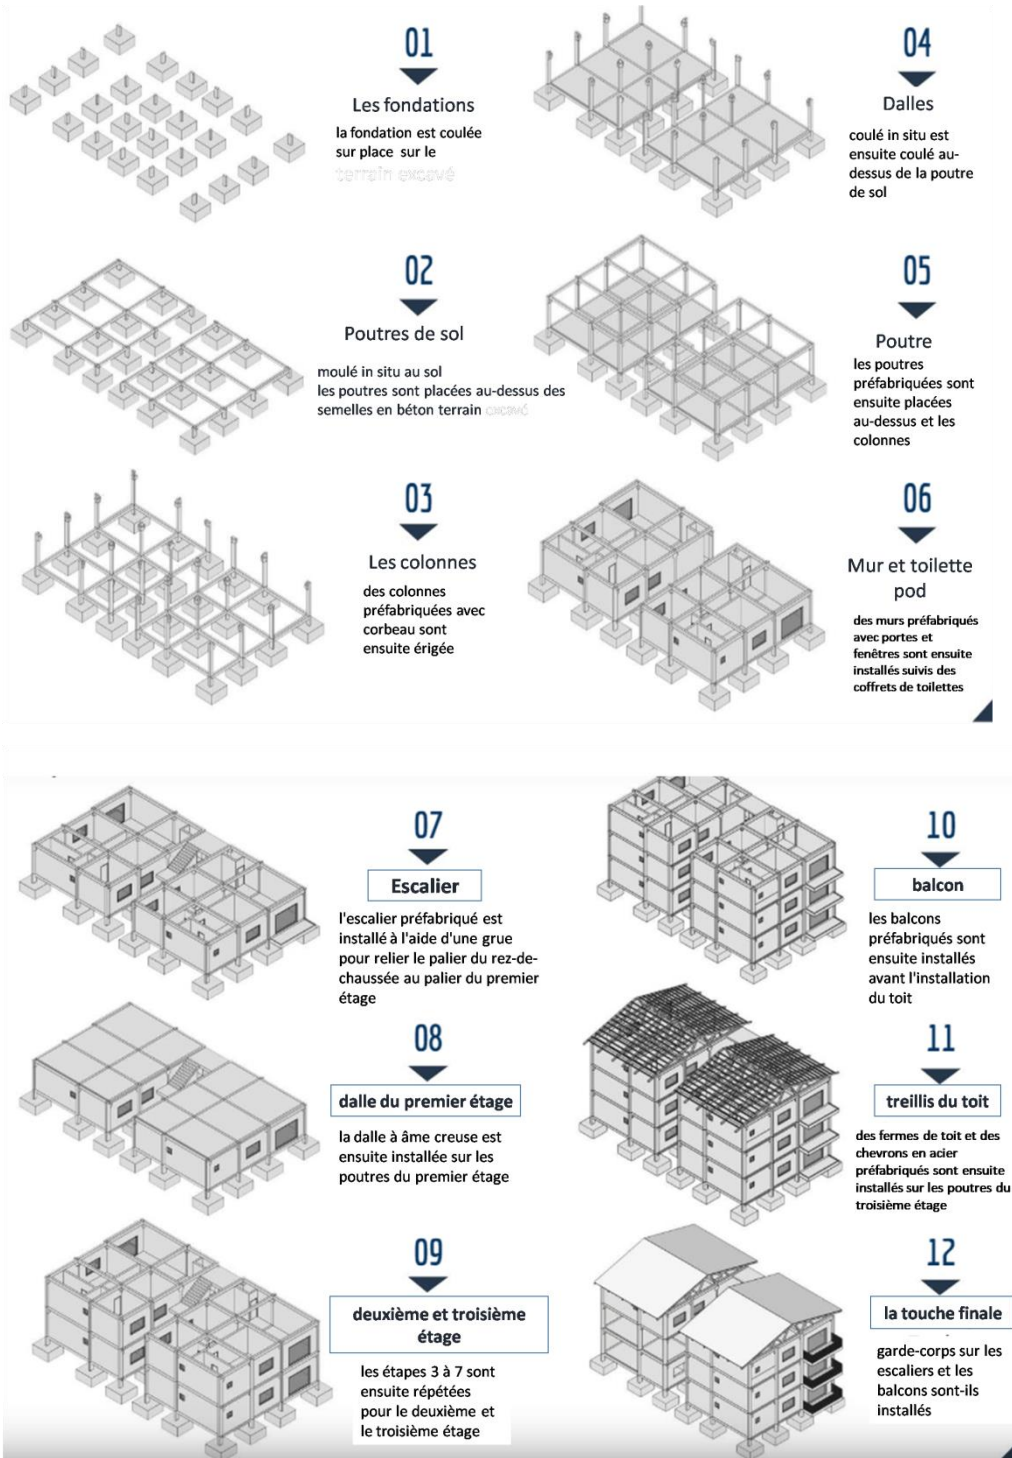 01
Les fondations
la fondation est coulée
sur place sur le
terrain excavé
02
Poutres de sol
moulé in situ au sol
les poutres sont placées au-dessus des
semelles en béton terrain excavé
03
Les colonnes
des colonnes
préfabriquées avec
corbeau sont
ensuite érigée
04
Dalles
coulé in situ est
ensuite coulé au-
dessus de la poutre
de sol
05
Poutre
les poutres
préfabriquées sont
ensuite placées
au-dessus et les
colonnes
06
Mur et toilette
pod
des murs préfabriqués
avec portes et
fenêtres sont ensuite
installés suivis des
coffrets de toilettes
07
Escalier
l'escalier préfabriqué est
installé à l'aide d'une grue
pour relier le palier du rez-de-
chaussée au palier du premier
étage
08
dalle du premier étage
la dalle à âme creuse est
ensuite installée sur les
poutres du premier étage
09
deuxième et troisième
étage
les étapes 3 à 7 sont
ensuite répétées
pour le deuxième et
le troisième étage
10
balcon
les balcons
préfabriqués sont
ensuite installés
avant l'installation
du toit
11
treillis du toit
des fermes de toit et des
chevrons en acier
préfabriqués sont ensuite
installés sur les poutres du
troisième étage
12
la touche finale
garde-corps sur les
escaliers et les
balcons sont-ils
installés